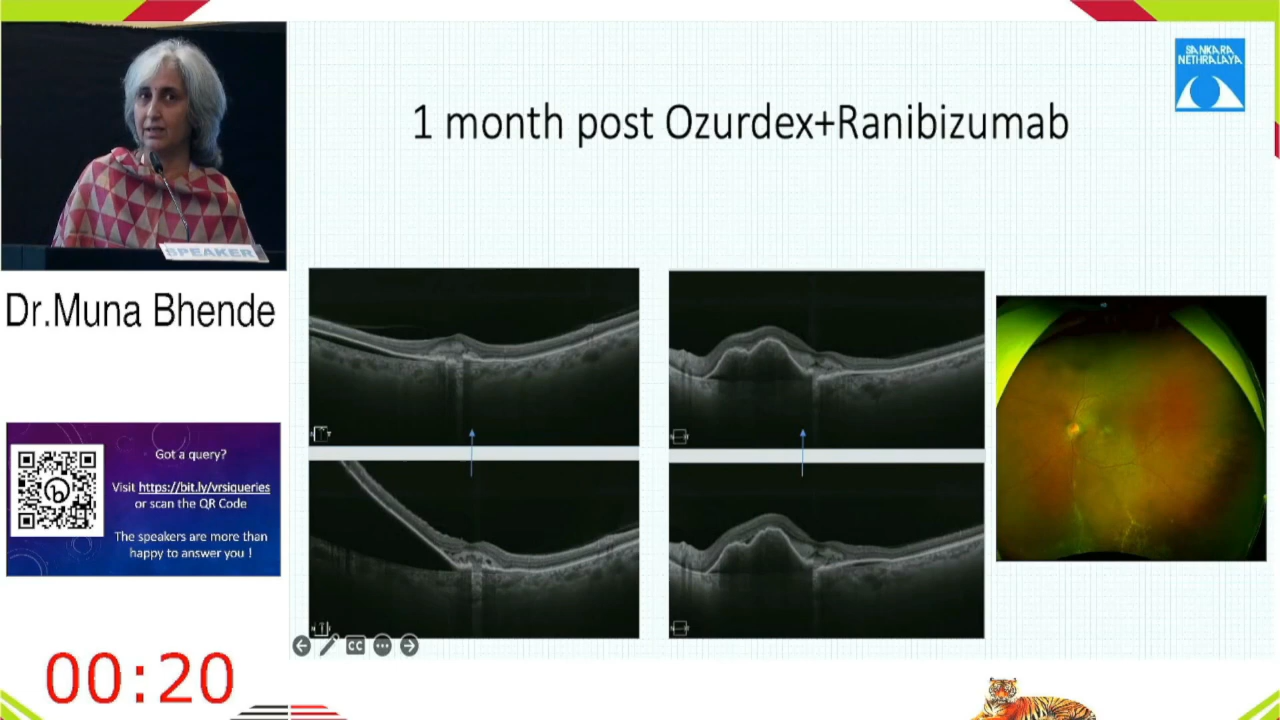 SANKARA
NETHRALAYA
1 month post Ozurdex+Ranibizumab
SPEAKER
Dr.Muna Bhende
Got a query?
Visit https://bit.ly/vrsiqueries
or scan the QR Code
The speakers are more than
happy to answer you !
CC
00:20